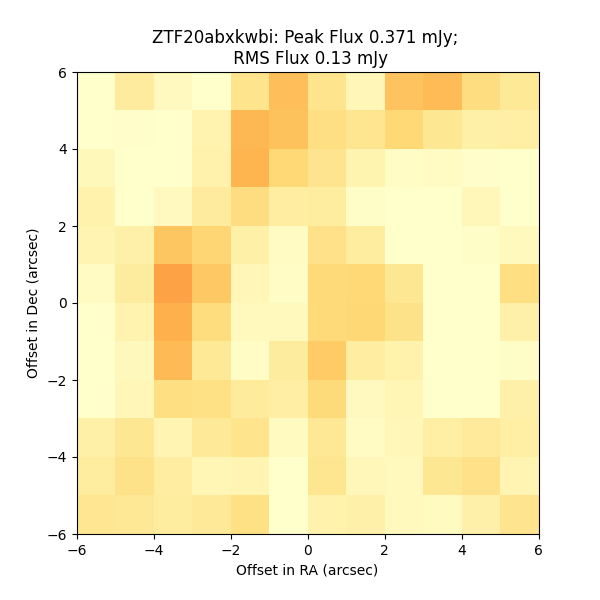 ZTF20abxkwbi: Peak Flux 0.371 mJy;
RMS Flux 0.13 mJy
6
4
2
0
−2
−4
−6
Offset in Dec (arcsec)
−6 −4 −2 0 2 4 6
Offset in RA (arcsec)